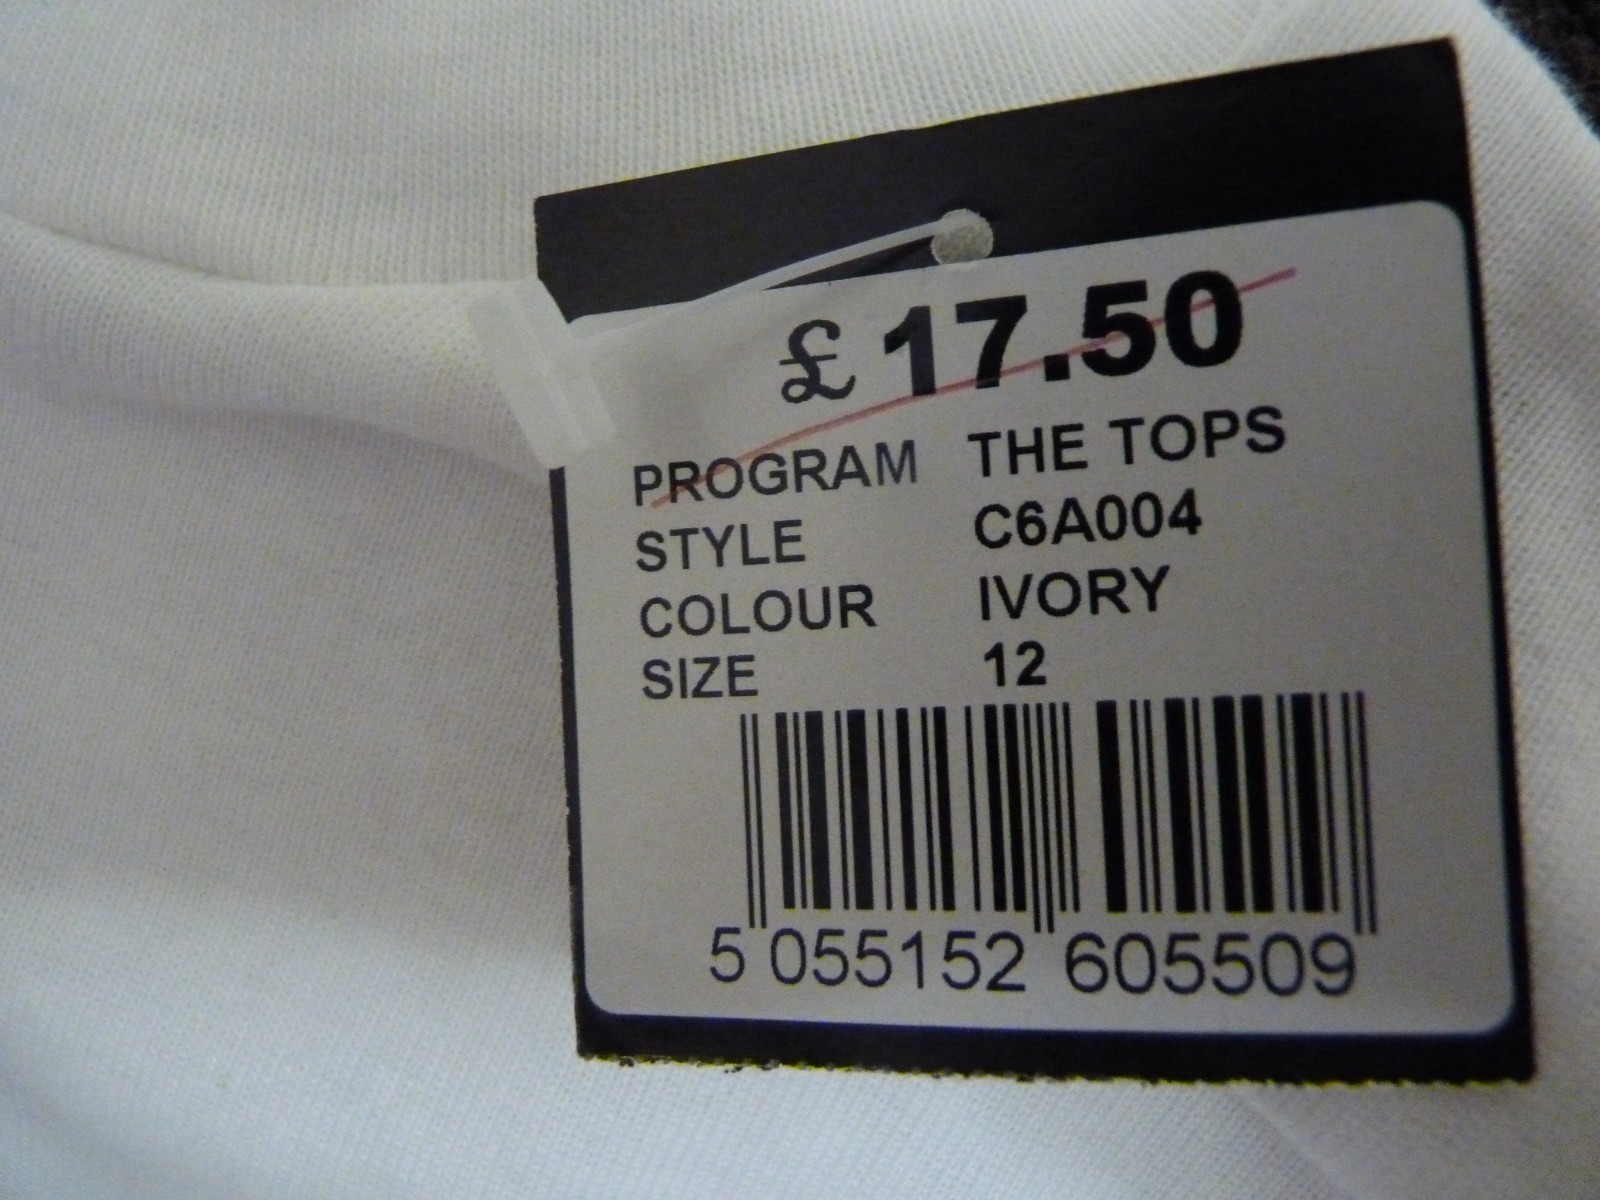 £ 17.50
PROGRAM THE TOPS
STYLE C6A004
COLOUR IVORY
SIZE 12
5 055152 605509